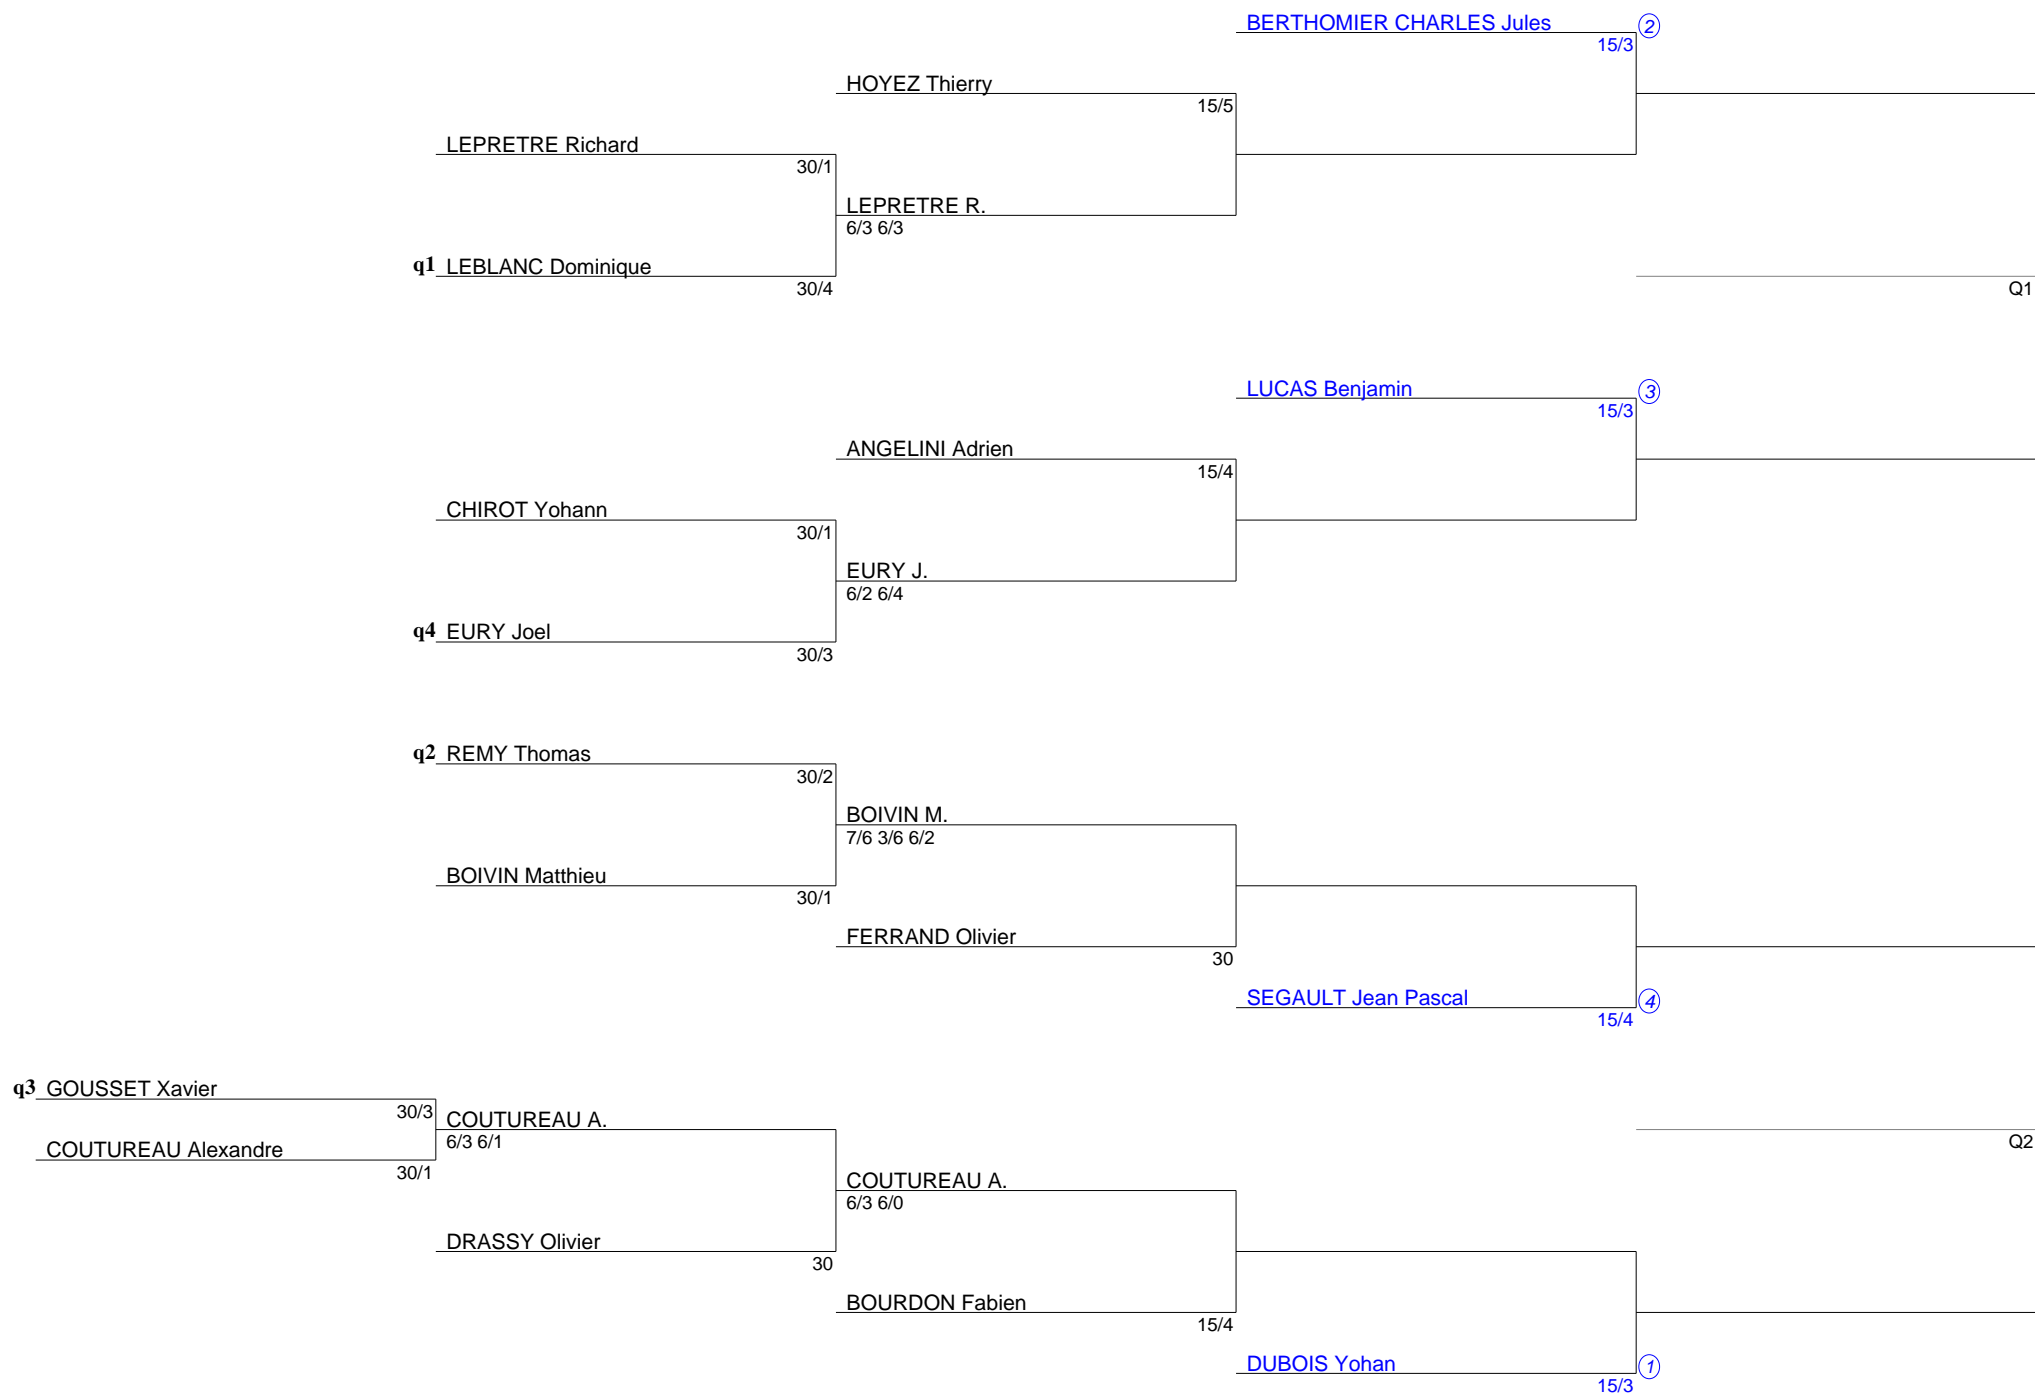 BERTHOMIER CHARLES Jules 2
15/3
HOYEZ Thierry
15/5
LEPRETRE Richard
30/1
LEPRETRE R.
6/3 6/3
q1 LEBLANC Dominique
30/4
Q1
LUCAS Benjamin 3
15/3
ANGELINI Adrien
15/4
CHIROT Yohann
30/1
EURY J.
6/2 6/4
q4 EURY Joel
30/3
q2 REMY Thomas
30/2
BOIVIN M.
7/6 3/6 6/2
BOIVIN Matthieu
30/1
FERRAND Olivier
30
SEGAULT Jean Pascal 4
15/4
q3 GOUSSET Xavier
30/3
COUTUREAU A.
6/3 6/1
COUTUREAU Alexandre
30/1
Q2
COUTUREAU A.
6/3 6/0
DRASSY Olivier
30
BOURDON Fabien
15/4
DUBOIS Yohan 1
15/3